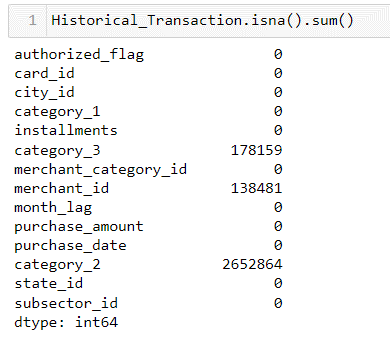 1 Historical_Transaction.isna().sum()
authorized_flag 0
card_id 0
city_id 0
category_1 0
installments 0
category_3 178159
merchant_category_id 0
merchant_id 138481
month_lag 0
purchase_amount 0
purchase_date 0
category_2 2652864
state_id 0
subsector_id 0
dtype: int64